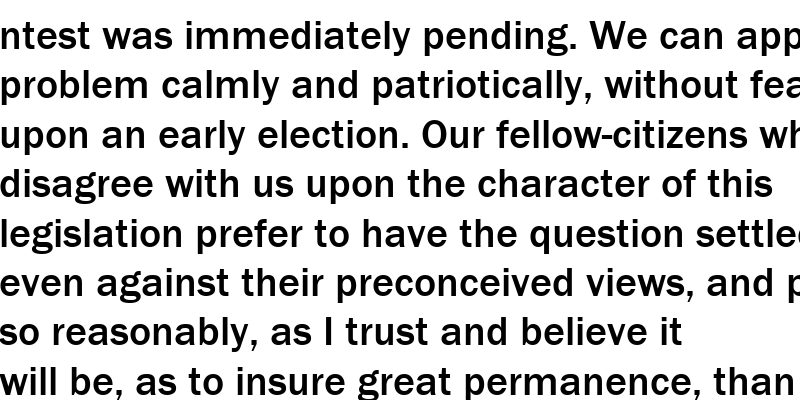 ntest was immediately pending. We can app
problem calmly and patriotically, without fea
upon an early election. Our fellow-citizens wh
disagree with us upon the character of this
legislation prefer to have the question settled
even against their preconceived views, and p
so reasonably, as I trust and believe it
will be, as to insure great permanence, than